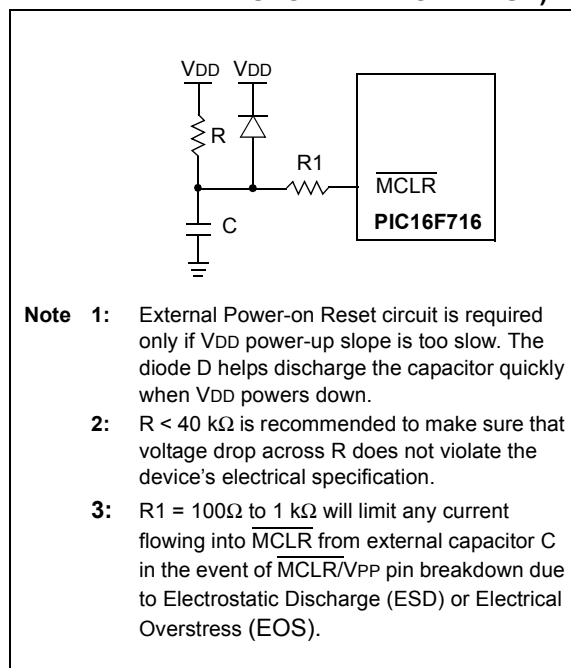 VDD VDD
R
R1
MCLR
PIC16F716
C
Note 1: External Power-on Reset circuit is required
only if VDD power-up slope is too slow. The
diode D helps discharge the capacitor quickly
when VDD powers down.
2: R < 40 kΩ is recommended to make sure that
voltage drop across R does not violate the
device's electrical specification.
3: R1 = 100Ω to 1 kΩ will limit any current
flowing into MCLR from external capacitor C
in the event of MCLR/VPP pin breakdown due
to Electrostatic Discharge (ESD) or Electrical
Overstress (EOS).